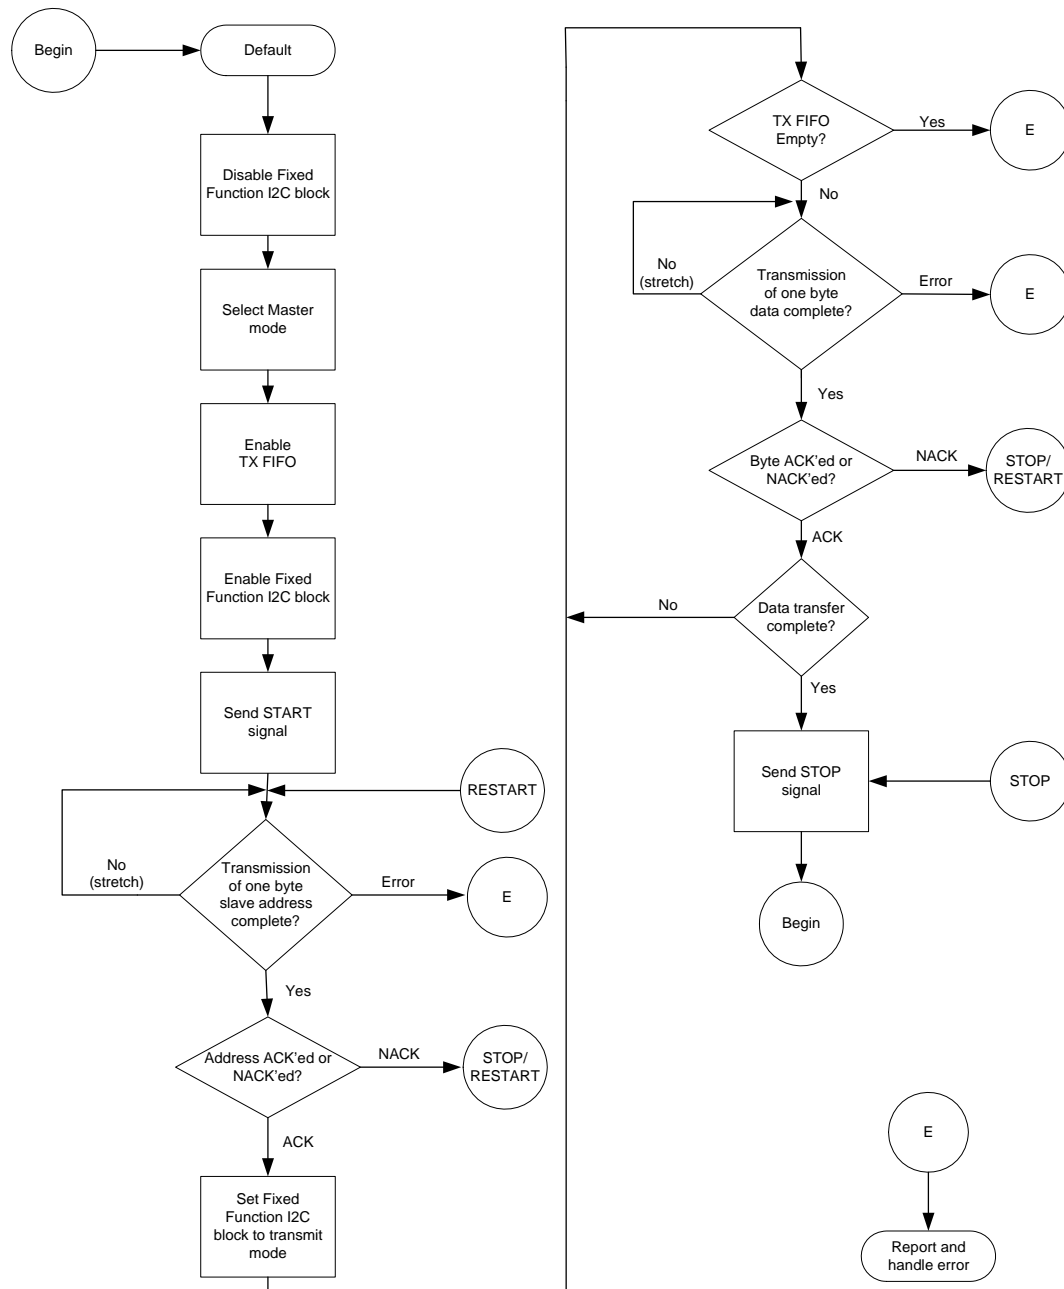 Begin
Default
Disable Fixed
Function I2C block
Select Master
mode
Enable
TX FIFO
Enable Fixed
Function I2C block
Send START
signal
RESTART
No
(stretch)
Transmission
of one byte
slave address
complete?
Error
E
Yes
Address ACK'ed or
NACK'ed?
NACK
STOP/
RESTART
ACK
Set Fixed
Function I2C
block to transmit
mode
TX FIFO
Empty?
Yes
E
No
No
(stretch)
Transmission
of one byte
data complete?
Error
E
Yes
Byte ACK'ed or
NACK'ed?
NACK
STOP/
RESTART
ACK
No
Data transfer
complete?
Yes
Send STOP
signal
STOP
Begin
E
Report and
handle error